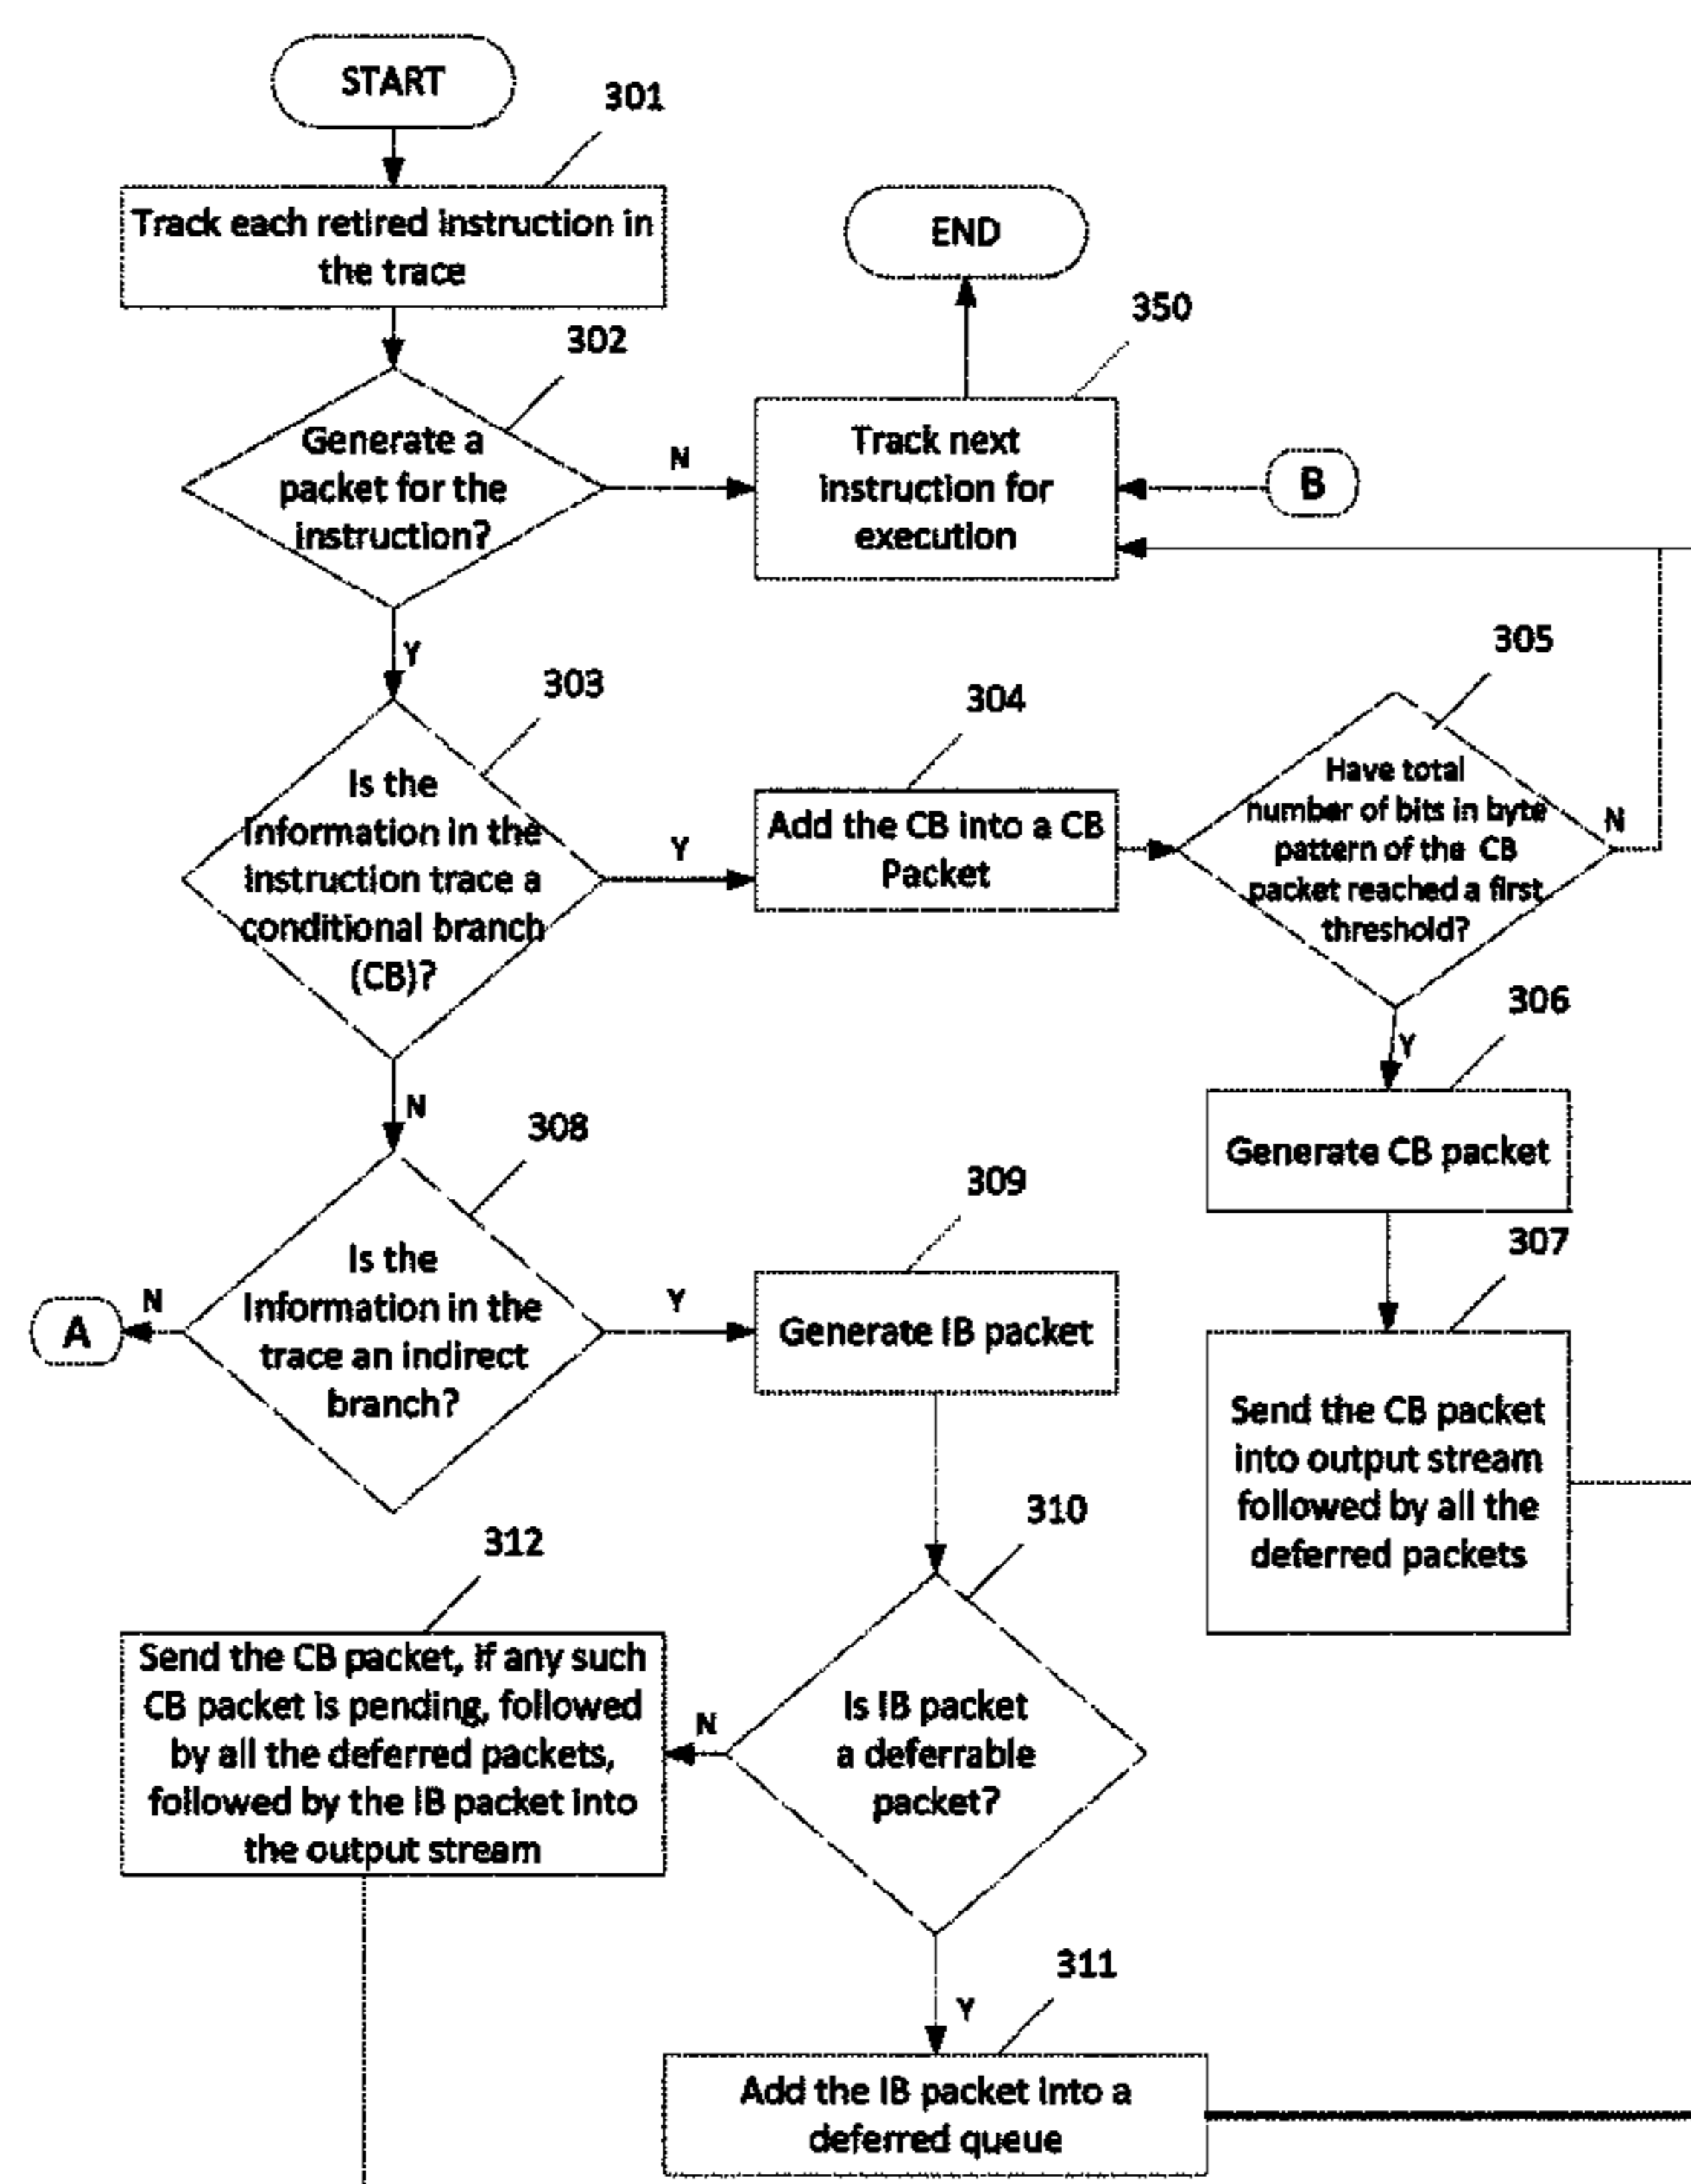 START
301
Track each retired instruction in
the trace
END
350
302
Generate a
packet for the
instruction?
N
Track next
instruction for
execution
B
Y
303
Is the
information in the
instruction trace a
conditional branch
(CB)?
Y
304
Add the CB into a CB
Packet
305
Have total
number of bits in byte
pattern of the CB
packet reached a first
threshold?
N
Y
306
Generate CB packet
307
Send the CB packet
into output stream
followed by all the
deferred packets
N
308
Is the
Information in the
trace an indirect
branch?
N
A
Y
309
Generate IB packet
310
Is IB packet
a deferrable
packet?
N
312
Send the CB packet, if any such
CB packet is pending, followed
by all the deferred packets,
followed by the IB packet into
the output stream
Y
311
Add the IB packet into a
deferred queue